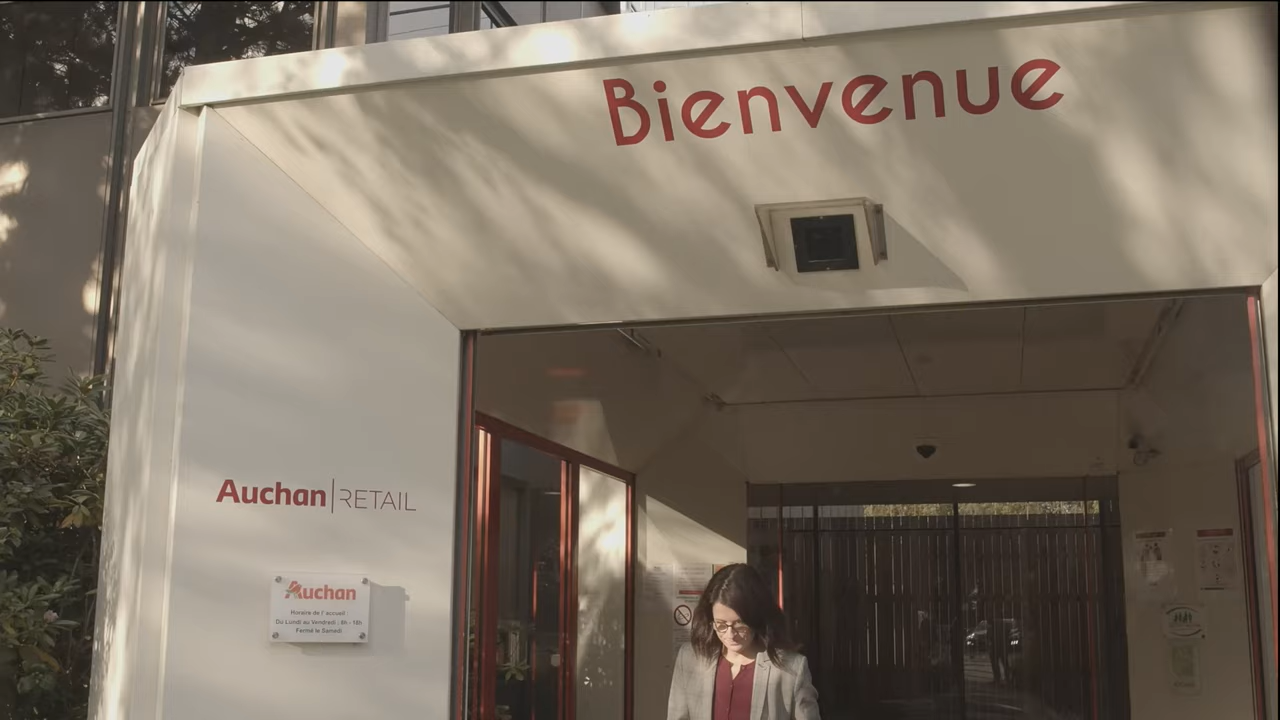 Bienvenue
Auchan | RETAIL
Auchan
Horaire de l'accueil
Du Lundi au Vendredi : 8h - 18h
Fermé le Samedi